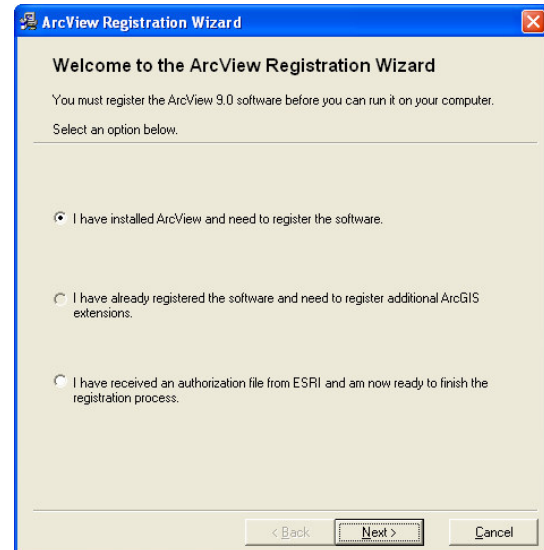 ArcView Registration Wizard
Welcome to the ArcView Registration Wizard
You must register the ArcView 9.0 software before you can run it on your computer.
Select an option below.
I have installed ArcView and need to register the software.
I have already registered the software and need to register additional ArcGIS
extensions.
I have received an authorization file from ESRI and am now ready to finish the
registration process.
< Back Next > Cancel